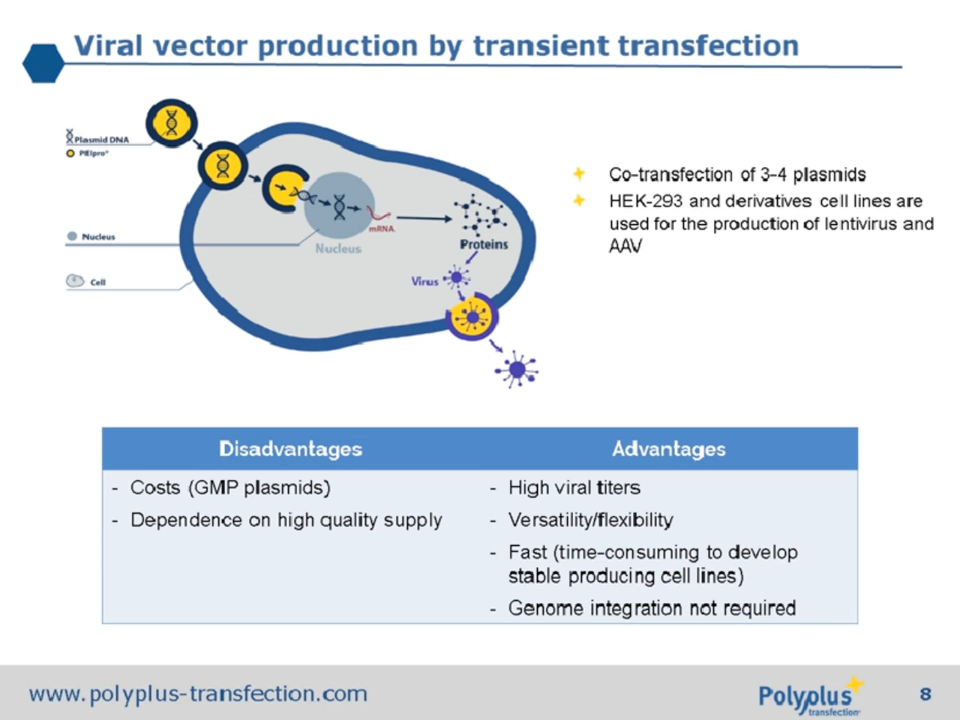 Viral vector production by transient transfection
Plasmid DNA
PEIpro®
Nucleus
Cell
Nucleus
mRNA
Proteins
Virus
Co-transfection of 3-4 plasmids
HEK-293 and derivatives cell lines are
used for the production of lentivirus and
AAV
Disadvantages
- Costs (GMP plasmids)
- Dependence on high quality supply
Advantages
- High viral titers
- Versatility/flexibility
- Fast (time-consuming to develop
stable producing cell lines)
- Genome integration not required
www.polyplus-transfection.com
Polyplus
transfection
8